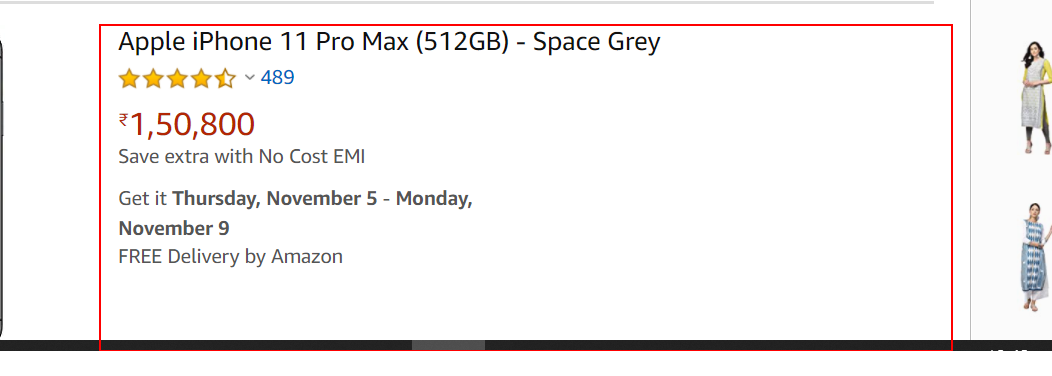 Apple iPhone 11 Pro Max (512GB) - Space Grey
489
₹1,50,800
Save extra with No Cost EMI
Get it Thursday, November 5 - Monday,
November 9
FREE Delivery by Amazon